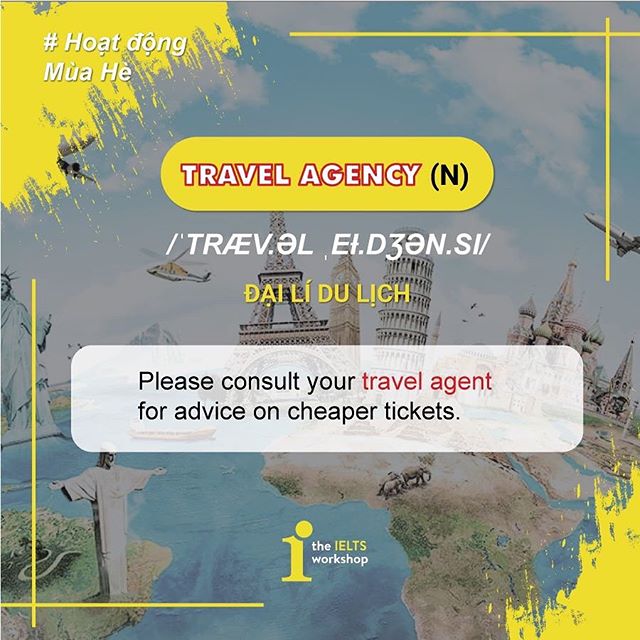 # Hoạt động
Mùa Hè
TRAVEL AGENCY (N)
/ˈTRÆV.ƏL ˌEƗ.DƷƏN.SI/
ĐẠI LÍ DU LỊCH
Please consult your travel agent
for advice on cheaper tickets.
the IELTS
workshop